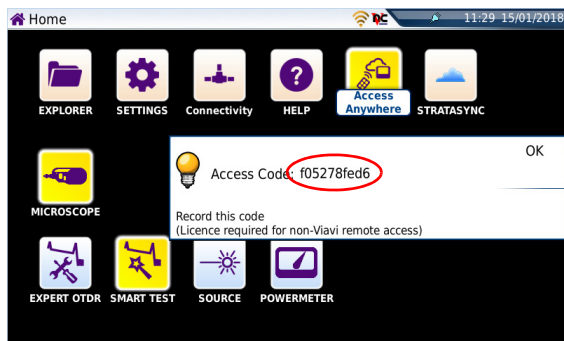 Home
11:29 15/01/2018
EXPLORER
SETTINGS
Connectivity
HELP
Access
Anywhere
STRATASYNC
OK
Access Code: f05278fed6
MICROSCOPE
Record this code
(Licence required for non-Viavi remote access)
EXPERT OTDR
SMART TEST
SOURCE
POWERMETER